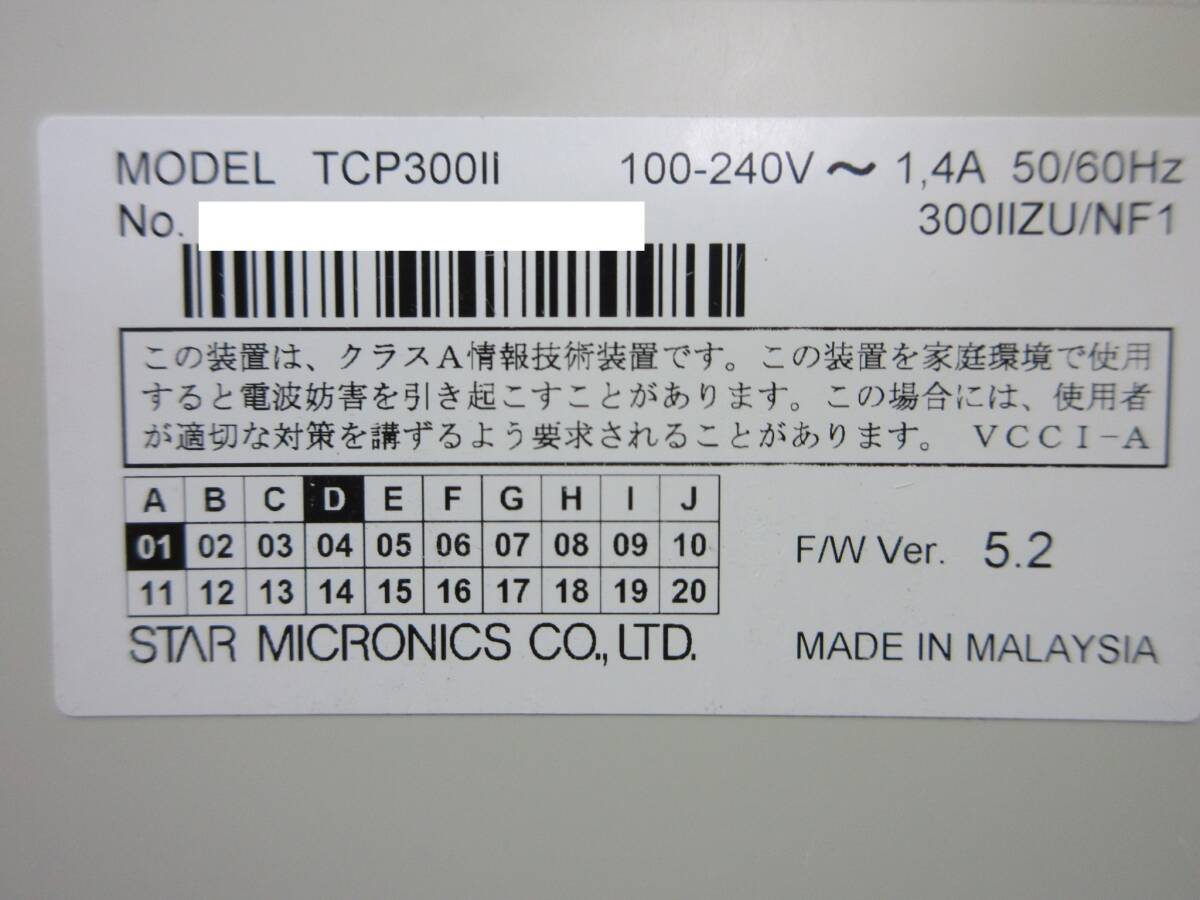 MODEL TCP300II 100-240V ～ 1,4A 50/60Hz
No. 300IIZU/NF1
この装置は、クラスA情報技術装置です。この装置を家庭環境で使用
すると電波妨害を引き起こすことがあります。この場合には、使用者
が適切な対策を講ずるよう要求されることがあります。 VCCI-A
A B C D E F G H I J
01 02 03 04 05 06 07 08 09 10
11 12 13 14 15 16 17 18 19 20
F/W Ver. 5.2
STAR MICRONICS CO., LTD. MADE IN MALAYSIA